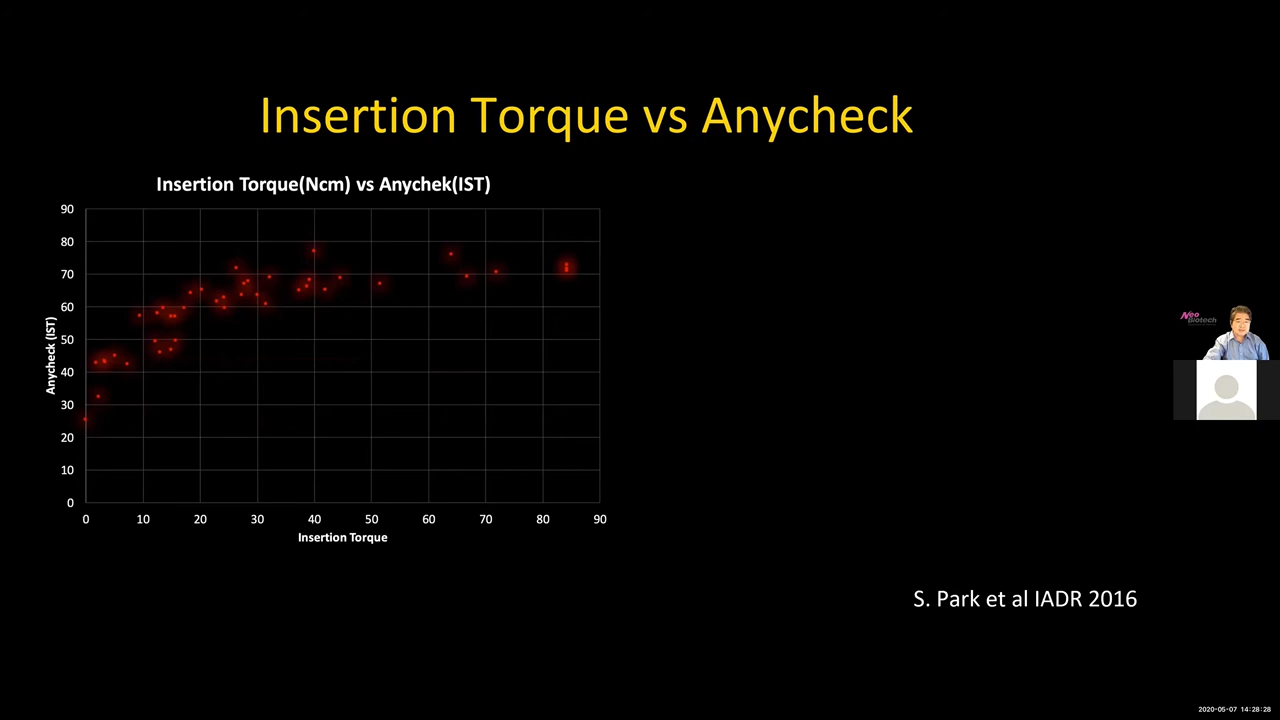 Insertion Torque vs Anycheck
Insertion Torque(Ncm) vs Anychek(IST)
90
80
70
60
50
40
30
20
10
0
Anycheck (IST)
0 10 20 30 40 50 60 70 80 90
Insertion Torque
Neo
Biotech
S. Park et al IADR 2016
2020-05-07 14:28:28